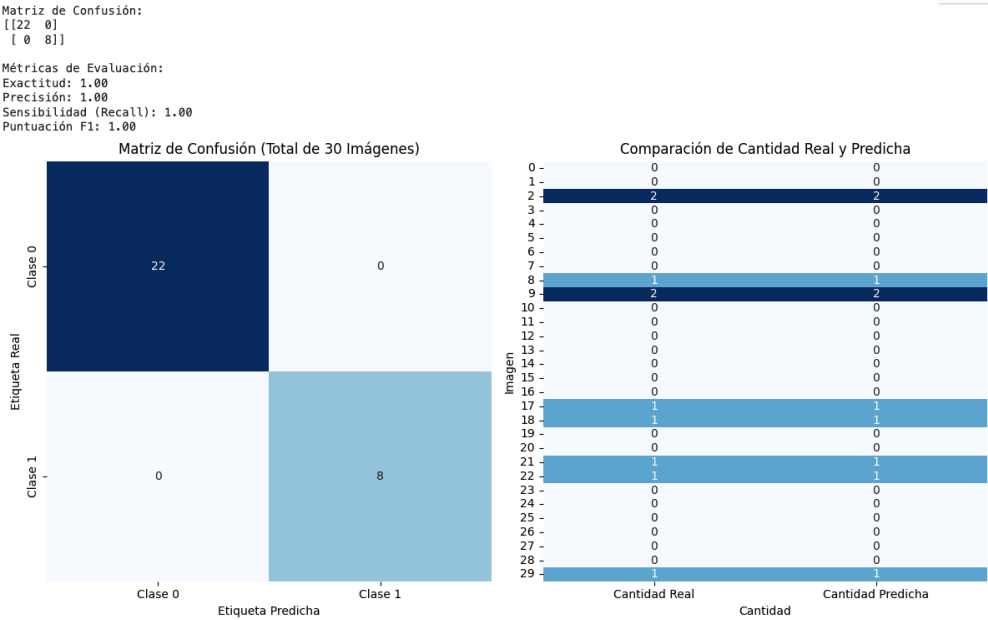 Matriz de Confusión:
[[22  0]
 [ 0  8]]
Métricas de Evaluación:
Exactitud: 1.00
Precisión: 1.00
Sensibilidad (Recall): 1.00
Puntuación F1: 1.00
Matriz de Confusión (Total de 30 Imágenes)
Etiqueta Real
Clase 0
22 0
Clase 1
0 8
Clase 0 Clase 1
Etiqueta Predicha
Comparación de Cantidad Real y Predicha
Imagen
0 0 0
1 0 0
2 2 2
3 0 0
4 0 0
5 0 0
6 0 0
7 0 0
8 1 1
9 2 2
10 0 0
11 0 0
12 0 0
13 0 0
14 0 0
15 0 0
16 0 0
17 1 1
18 1 1
19 0 0
20 0 0
21 1 1
22 1 1
23 0 0
24 0 0
25 0 0
26 0 0
27 0 0
28 0 0
29 1 1
Cantidad Real Cantidad Predicha
Cantidad